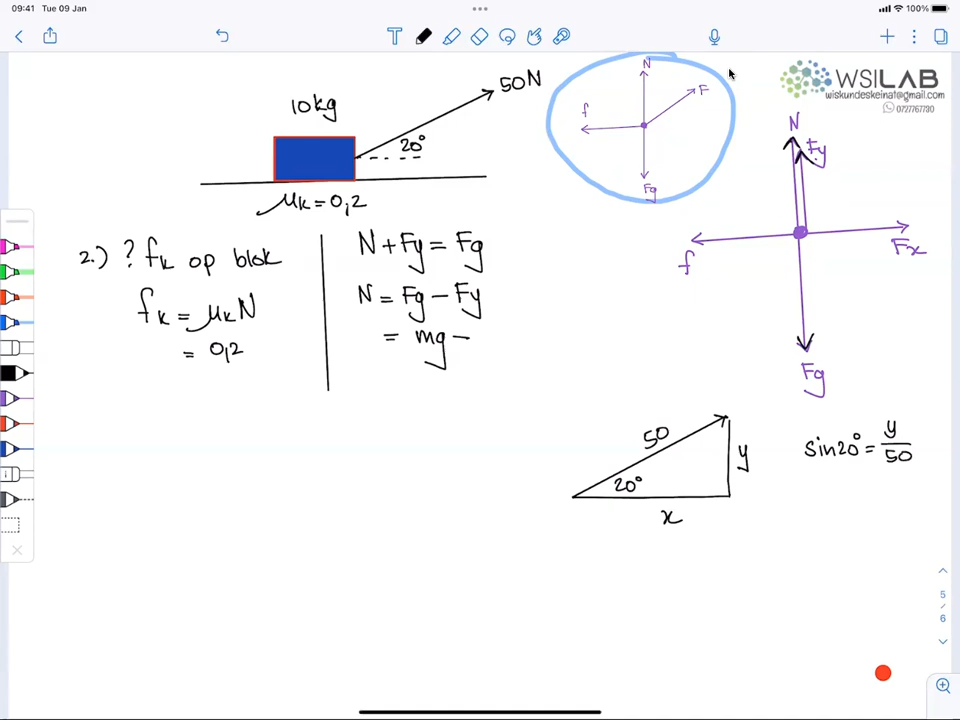 09:41 Tue 09 Jan
100%
T
WSILAB
wiskundeskeinat@gmail.com
0727767730
10kg
50N
20°
μk = 0,2
N
F
f
Fg
N
Fy
f
Fx
Fg
2.) ? fk op blok
fk = μkN
= 0,2
N + Fy = Fg
N = Fg - Fy
= mg -
50
20°
y
x
sin20° = y/50
5
/
6